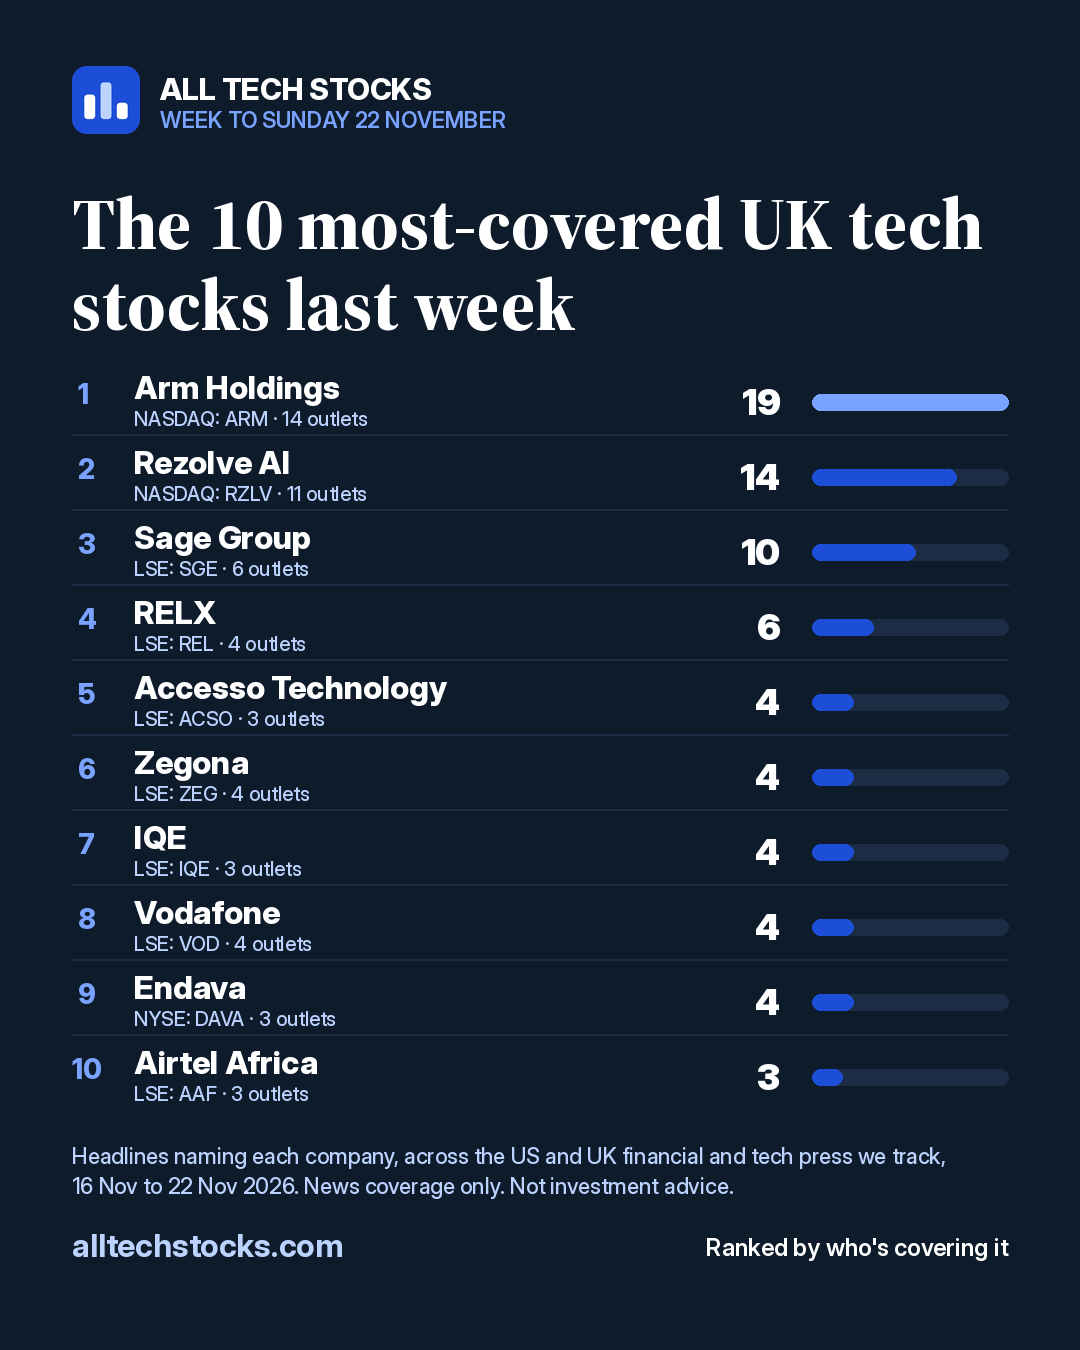 ALL TECH STOCKS
WEEK TO SUNDAY 22 NOVEMBER
The 10 most-covered UK tech
stocks last week
1 Arm Holdings 19
NASDAQ: ARM · 14 outlets
2 Rezolve AI 14
NASDAQ: RZLV · 11 outlets
3 Sage Group 10
LSE: SGE · 6 outlets
4 RELX 6
LSE: REL · 4 outlets
5 Accesso Technology 4
LSE: ACSO · 3 outlets
6 Zegona 4
LSE: ZEG · 4 outlets
7 IQE 4
LSE: IQE · 3 outlets
8 Vodafone 4
LSE: VOD · 4 outlets
9 Endava 4
NYSE: DAVA · 3 outlets
10 Airtel Africa 3
LSE: AAF · 3 outlets
Headlines naming each company, across the US and UK financial and tech press we track,
16 Nov to 22 Nov 2026. News coverage only. Not investment advice.
alltechstocks.com
Ranked by who's covering it